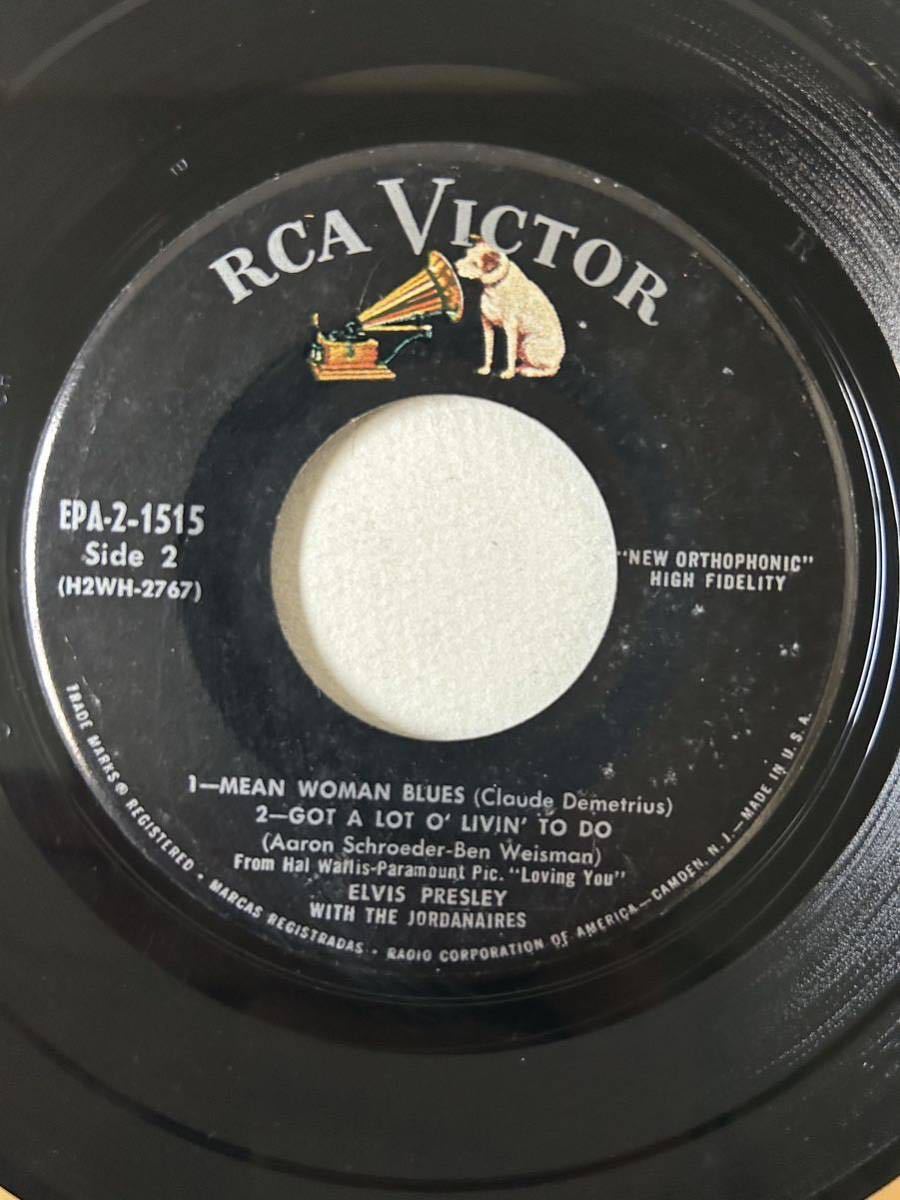 RCA VICTOR
EPA-2-1515
Side 2
(H2WH-2767)
"NEW ORTHOPHONIC"
HIGH FIDELITY
1—MEAN WOMAN BLUES (Claude Demetrius)
2—GOT A LOT O' LIVIN' TO DO
(Aaron Schroeder-Ben Weisman)
From Hal Wallis-Paramount Pic. "Loving You"
ELVIS PRESLEY
WITH THE JORDANAIRES
TRADE MARKS ® REGISTERED • MARCAS REGISTRADAS • RADIO CORPORATION OF AMERICA—CAMDEN, N. J.—MADE IN U. S. A.